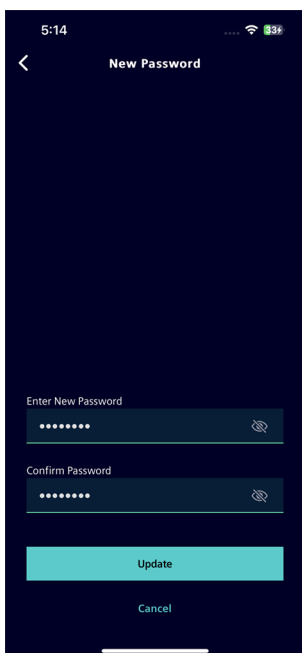 5:14
33
New Password
Enter New Password
••••••••
Confirm Password
••••••••
Update
Cancel